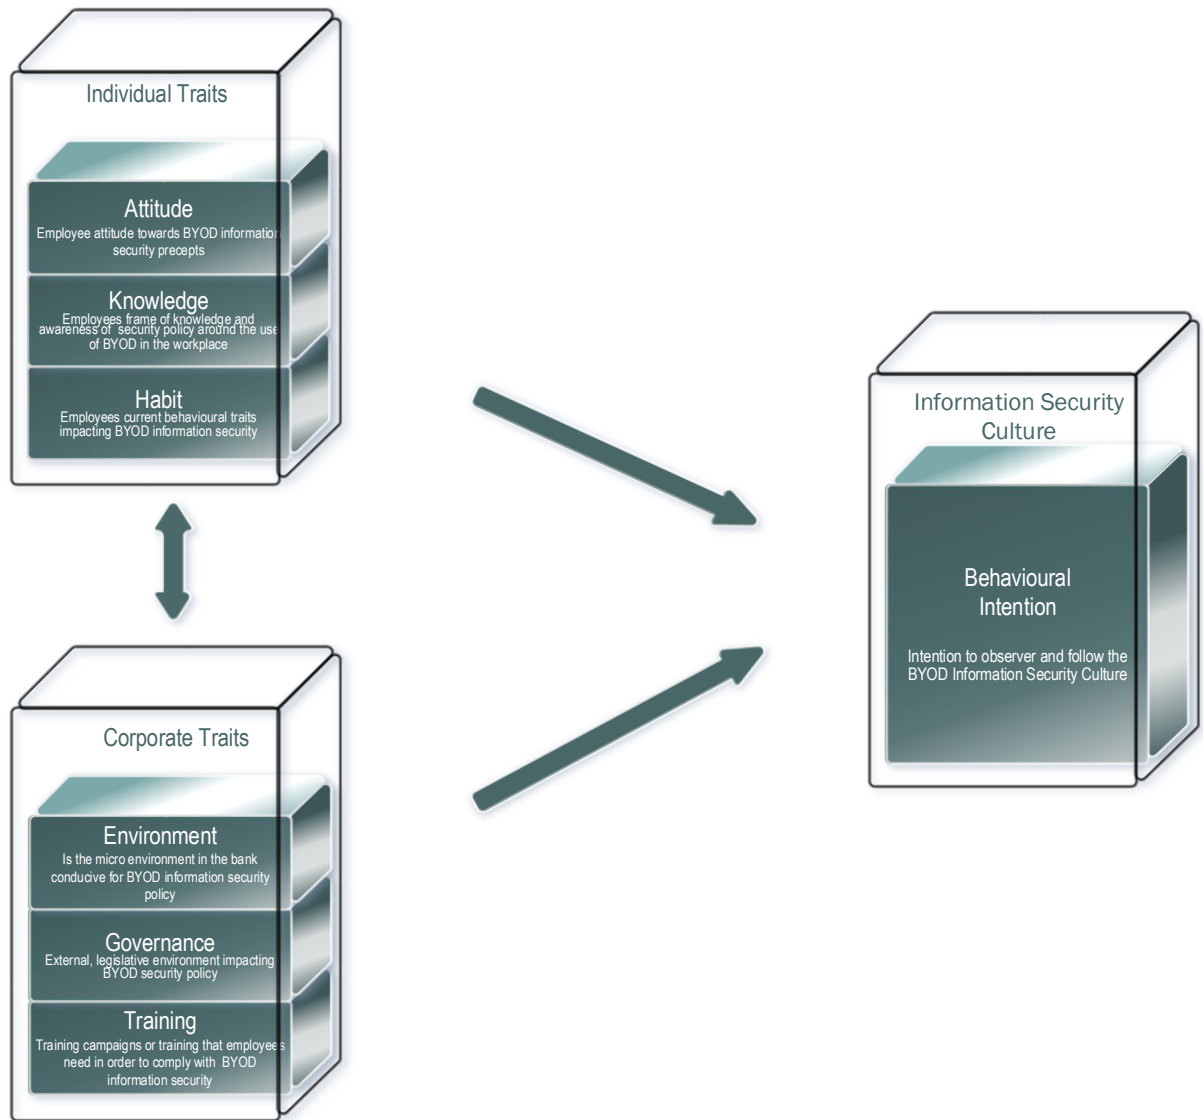 Individual Traits
Attitude
Employee attitude towards BYOD information
security precepts
Knowledge
Employees frame of knowledge and
awareness of security policy around the use
of BYOD in the workplace
Habit
Employees current behavioural traits
impacting BYOD information security
Corporate Traits
Environment
Is the micro environment in the bank
conducive for BYOD information security
policy
Governance
External, legislative environment impacting
BYOD security policy
Training
Training campaigns or training that employees
need in order to comply with BYOD
information security
Information Security
Culture
Behavioural
Intention
Intention to observer and follow the
BYOD Information Security Culture